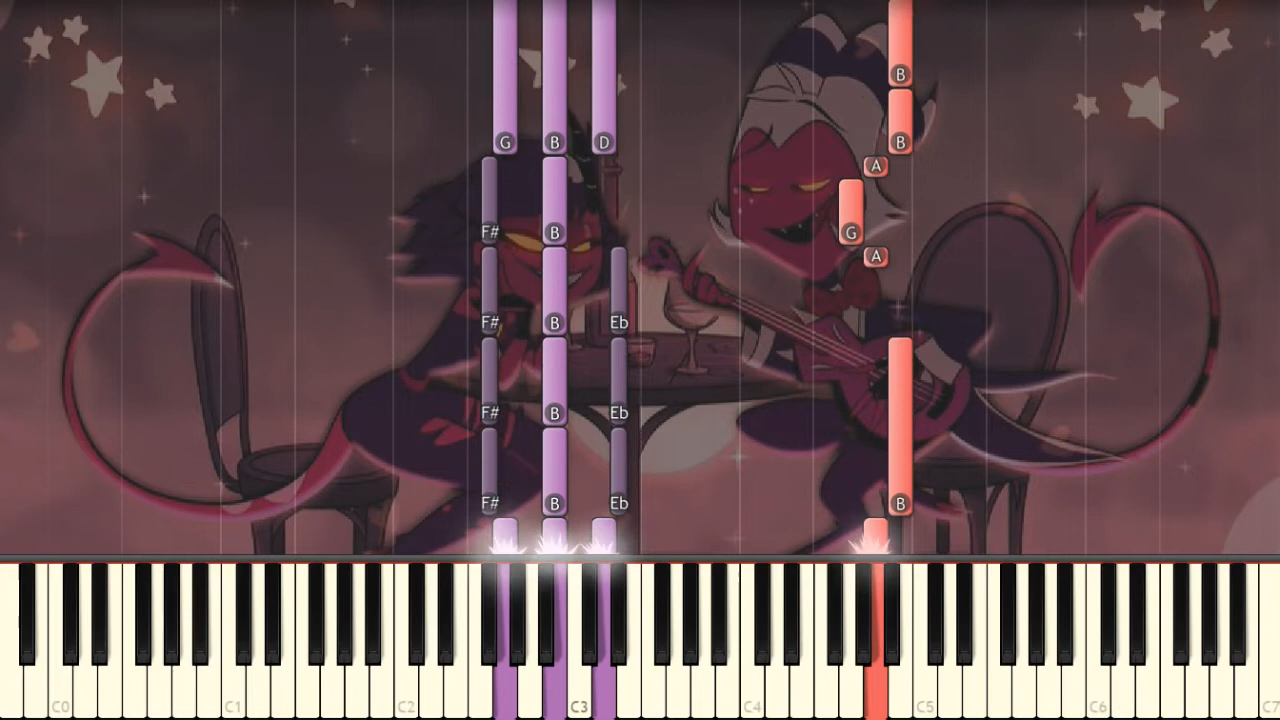 B
G B D B
A
F# B G
A
F# B Eb
F# B Eb
F# B Eb B
C0 C1 C2 C3 C4 C5 C6 C7